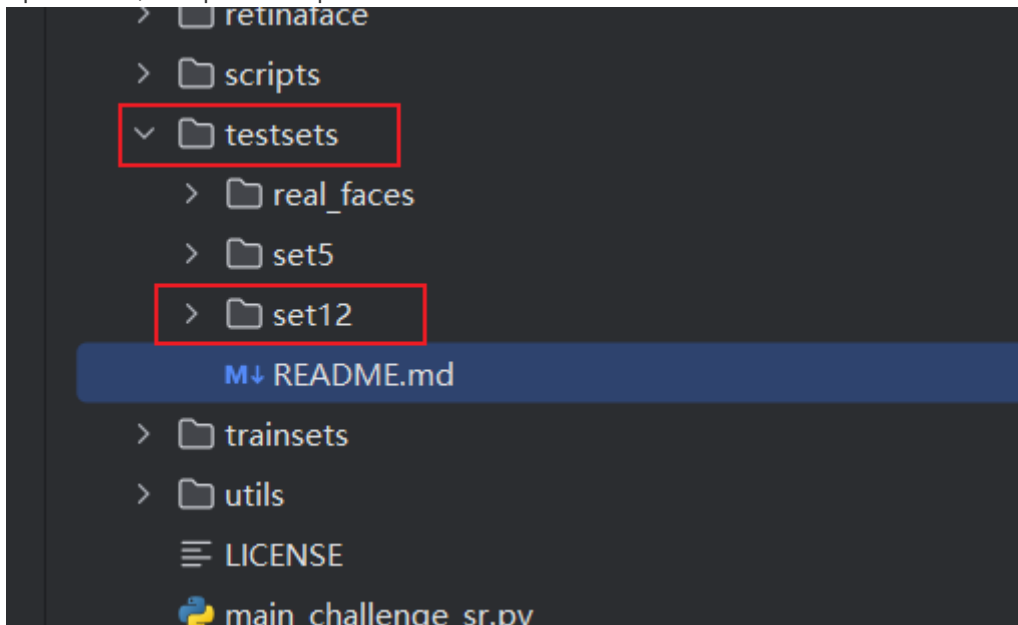 retinaface
scripts
testsets
real_faces
set5
set12
M↓ README.md
trainsets
utils
LICENSE
main_challenge_sr.py